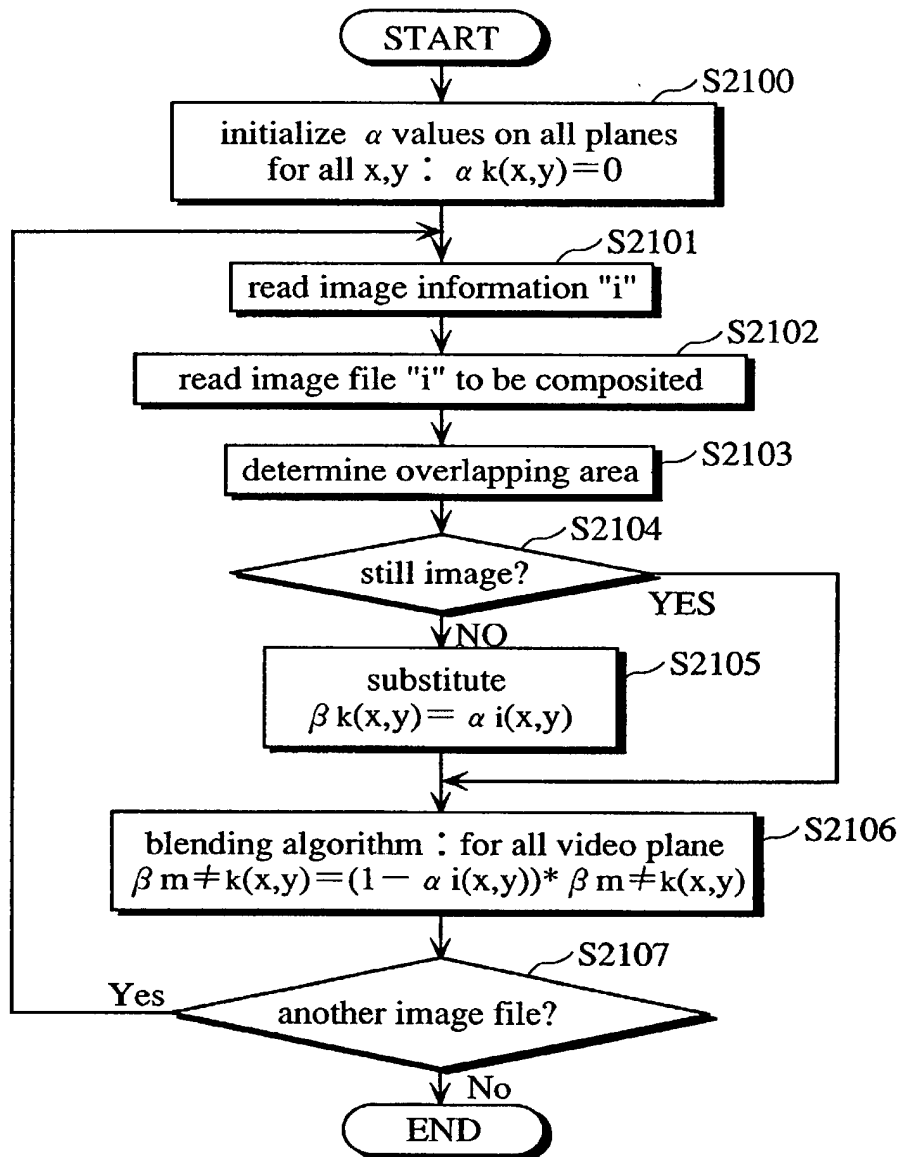 START
S2100
initialize α values on all planes
for all x,y : α k(x,y)=0
S2101
read image information "i"
S2102
read image file "i" to be composited
S2103
determine overlapping area
S2104
still image?
YES
NO
S2105
substitute
β k(x,y)= α i(x,y)
S2106
blending algorithm : for all video plane
β m≠k(x,y)=(1− α i(x,y))* β m≠k(x,y)
S2107
Yes
another image file?
No
END